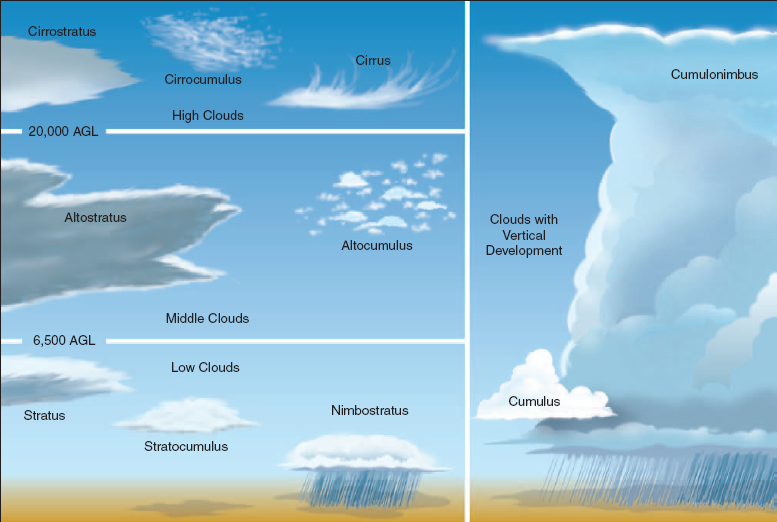 Cirrostratus
Cirrocumulus
Cirrus
High Clouds
20,000 AGL
Altostratus
Altocumulus
Middle Clouds
6,500 AGL
Low Clouds
Stratus
Stratocumulus
Nimbostratus
Cumulonimbus
Clouds with
Vertical
Development
Cumulus